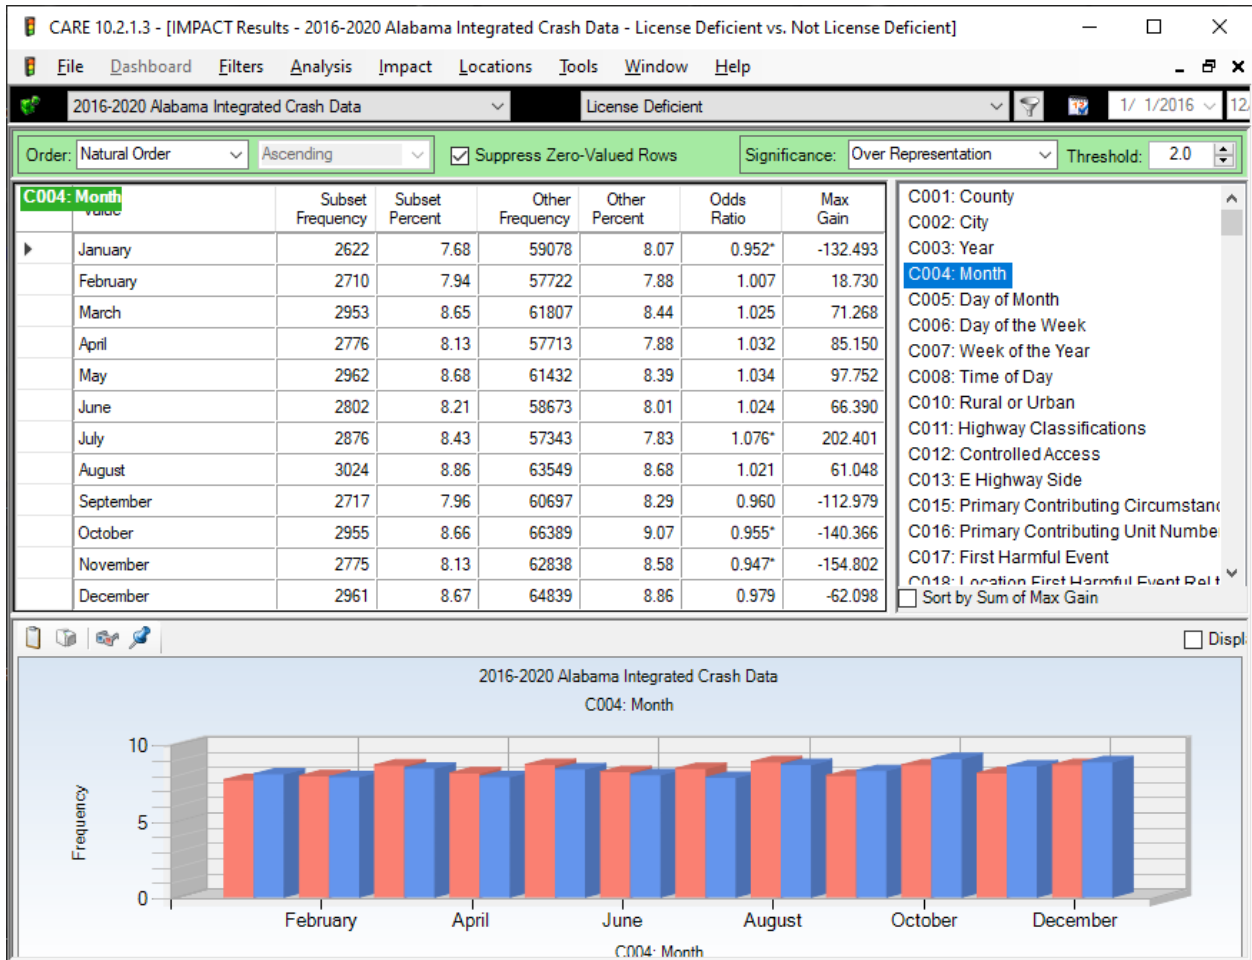 CARE 10.2.1.3 - [IMPACT Results - 2016-2020 Alabama Integrated Crash Data - License Deficient vs. Not License Deficient]
File Dashboard Filters Analysis Impact Locations Tools Window Help
2016-2020 Alabama Integrated Crash Data License Deficient 1/ 1/2016 12/
Order: Natural Order Ascending Suppress Zero-Valued Rows Significance: Over Representation Threshold: 2.0
C004: Month
Value Subset Frequency Subset Percent Other Frequency Other Percent Odds Ratio Max Gain
January 2622 7.68 59078 8.07 0.952* -132.493
February 2710 7.94 57722 7.88 1.007 18.730
March 2953 8.65 61807 8.44 1.025 71.268
April 2776 8.13 57713 7.88 1.032 85.150
May 2962 8.68 61432 8.39 1.034 97.752
June 2802 8.21 58673 8.01 1.024 66.390
July 2876 8.43 57343 7.83 1.076* 202.401
August 3024 8.86 63549 8.68 1.021 61.048
September 2717 7.96 60697 8.29 0.960 -112.979
October 2955 8.66 66389 9.07 0.955* -140.366
November 2775 8.13 62838 8.58 0.947* -154.802
December 2961 8.67 64839 8.86 0.979 -62.098
C001: County
C002: City
C003: Year
C004: Month
C005: Day of Month
C006: Day of the Week
C007: Week of the Year
C008: Time of Day
C010: Rural or Urban
C011: Highway Classifications
C012: Controlled Access
C013: E Highway Side
C015: Primary Contributing Circumstanc
C016: Primary Contributing Unit Numbe
C017: First Harmful Event
C018: Location First Harmful Event Rel t
Sort by Sum of Max Gain
Displ
2016-2020 Alabama Integrated Crash Data
C004: Month
10
5
0
Frequency
February April June August October December
C004: Month